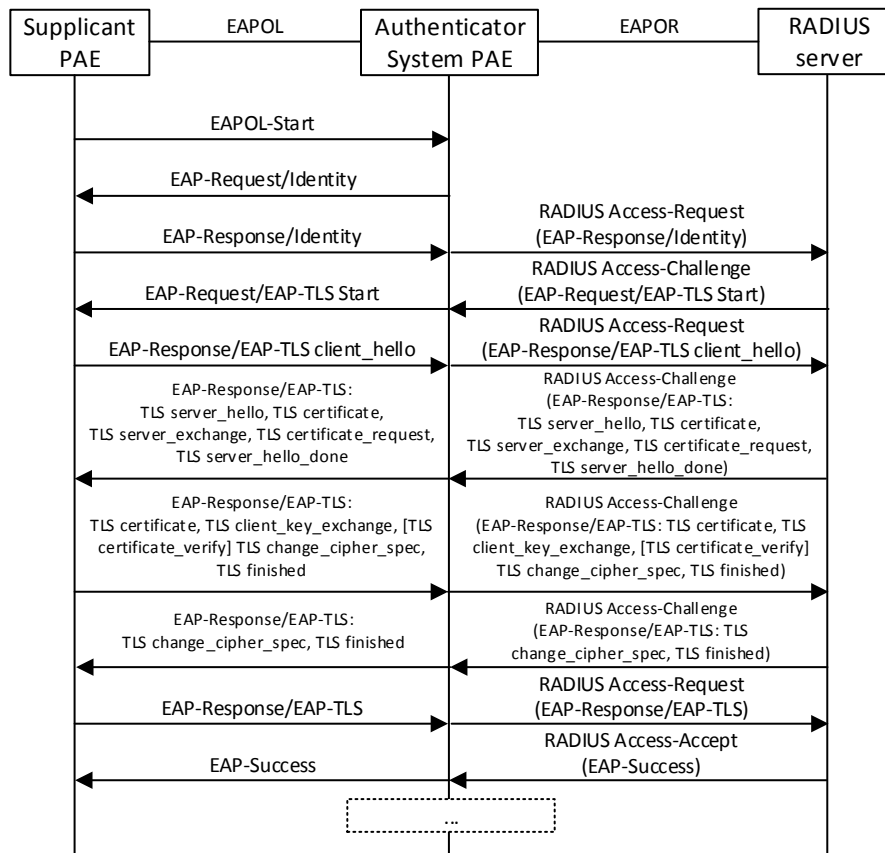 Supplicant
PAE
EAPOL
Authenticator
System PAE
EAPOR
RADIUS
server
EAPOL-Start
EAP-Request/Identity
EAP-Response/Identity
RADIUS Access-Request
(EAP-Response/Identity)
EAP-Request/EAP-TLS Start
RADIUS Access-Challenge
(EAP-Request/EAP-TLS Start)
EAP-Response/EAP-TLS client_hello
RADIUS Access-Request
(EAP-Response/EAP-TLS client_hello)
EAP-Response/EAP-TLS:
TLS server_hello, TLS certificate,
TLS server_exchange, TLS certificate_request,
TLS server_hello_done
RADIUS Access-Challenge
(EAP-Response/EAP-TLS:
TLS server_hello, TLS certificate,
TLS server_exchange, TLS certificate_request,
TLS server_hello_done)
EAP-Response/EAP-TLS:
TLS certificate, TLS client_key_exchange, [TLS
certificate_verify] TLS change_cipher_spec,
TLS finished
RADIUS Access-Challenge
(EAP-Response/EAP-TLS: TLS certificate, TLS
client_key_exchange, [TLS certificate_verify]
TLS change_cipher_spec, TLS finished)
EAP-Response/EAP-TLS:
TLS change_cipher_spec, TLS finished
RADIUS Access-Challenge
(EAP-Response/EAP-TLS: TLS
change_cipher_spec, TLS finished)
EAP-Response/EAP-TLS
RADIUS Access-Request
(EAP-Response/EAP-TLS)
EAP-Success
RADIUS Access-Accept
(EAP-Success)
...